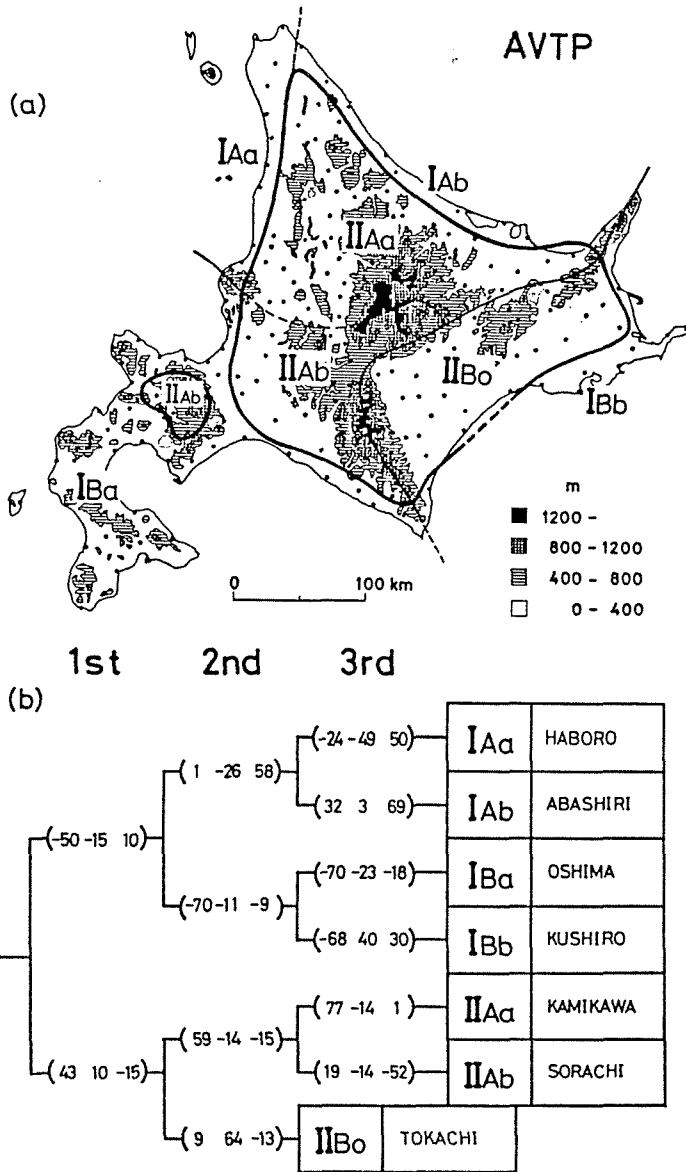 AVTP
(a)
IAa
IAb
IIAa
IIAb
IIBo
IIAb
IBb
IBa
m
1200 -
800 - 1200
400 - 800
0 - 400
0 100 km
1st 2nd 3rd
(b)
(-24 -49 50) IAa HABORO
(1 -26 58)
(32 3 69) IAb ABASHIRI
(-50 -15 10)
(-70 -23 -18) IBa OSHIMA
(-70 -11 -9)
(-68 40 30) IBb KUSHIRO
(77 -14 1) IIAa KAMIKAWA
(59 -14 -15)
(19 -14 -52) IIAb SORACHI
(43 10 -15)
(9 64 -13) IIBo TOKACHI